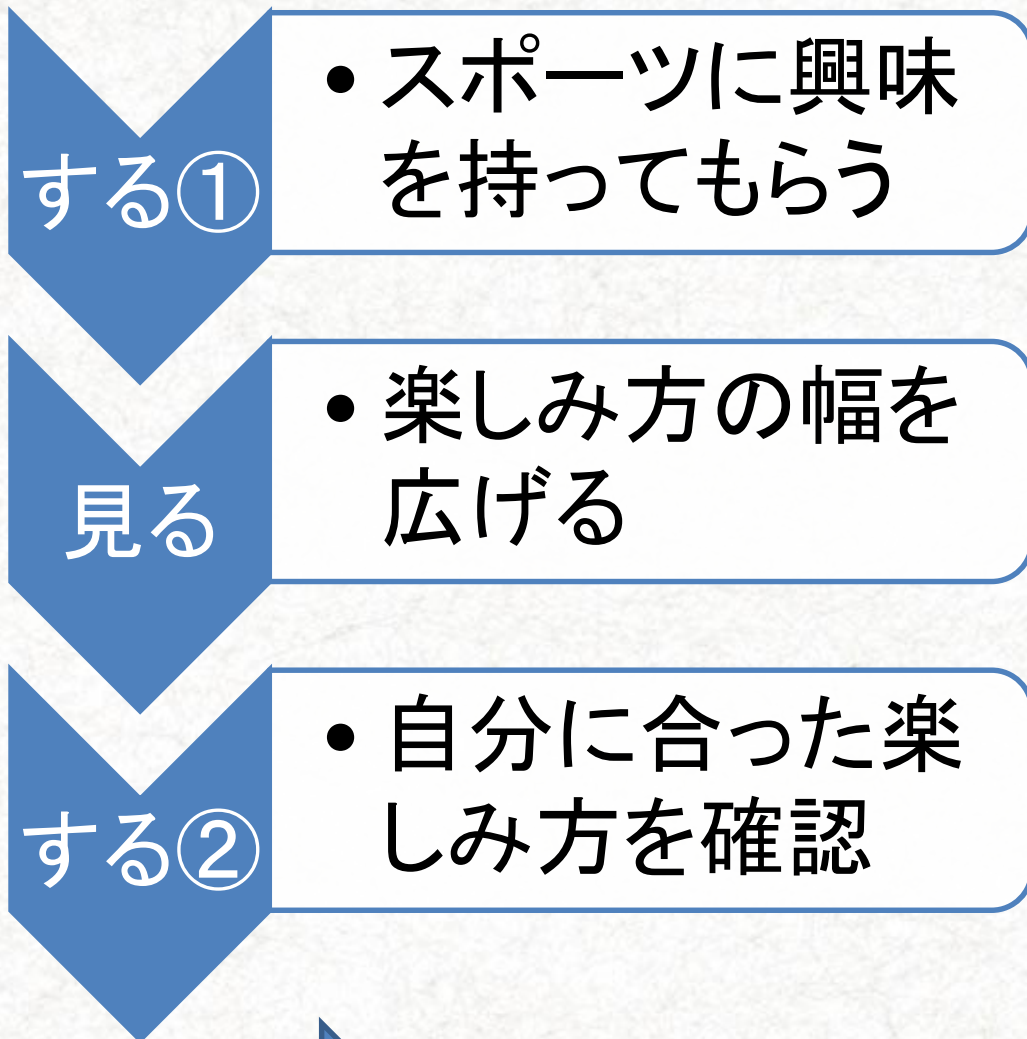 する①
• スポーツに興味
を持ってもらう
見る
• 楽しみ方の幅を
広げる
する②
• 自分に合った楽
しみ方を確認